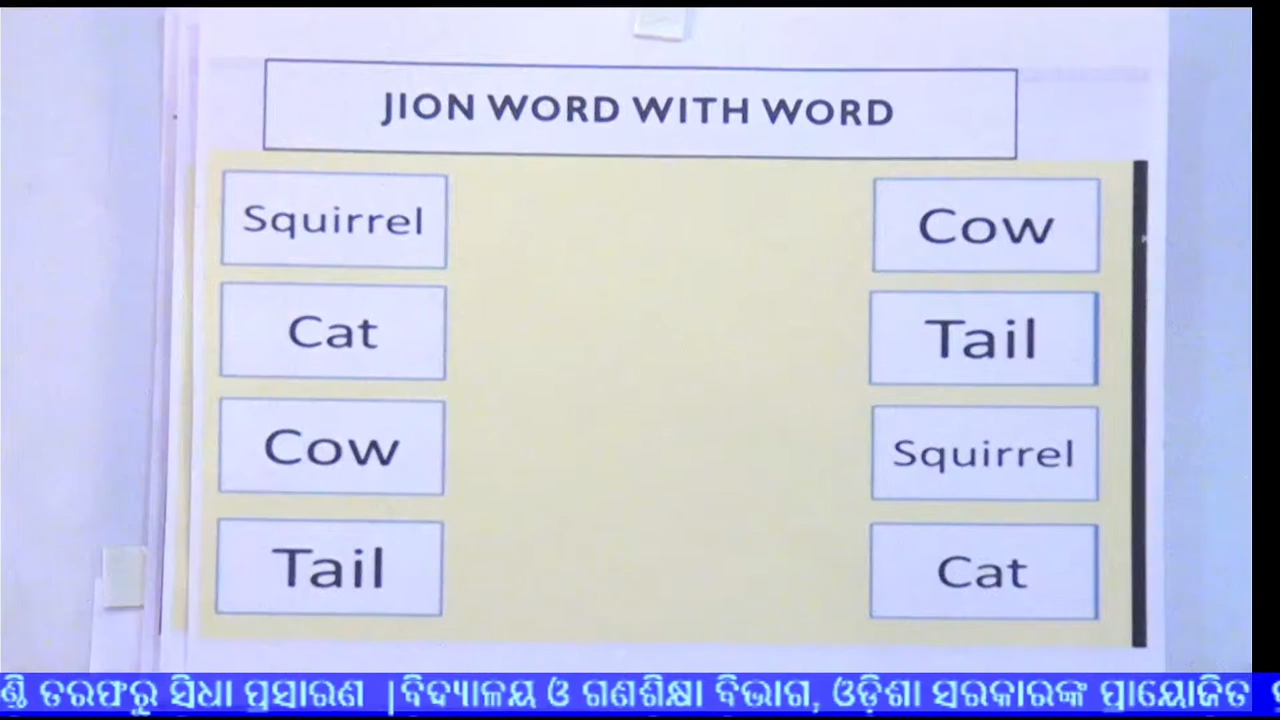 JION WORD WITH WORD
Squirrel
Cow
Cat
Tail
Cow
Squirrel
Tail
Cat
ତରଫରୁ ସିଧା ପ୍ରସାରଣ | ବିଦ୍ୟାଳୟ ଓ ଗଣଶିକ୍ଷା ବିଭାଗ, ଓଡ଼ିଶା ସରକାରଙ୍କ ପ୍ରାୟୋଜିତ